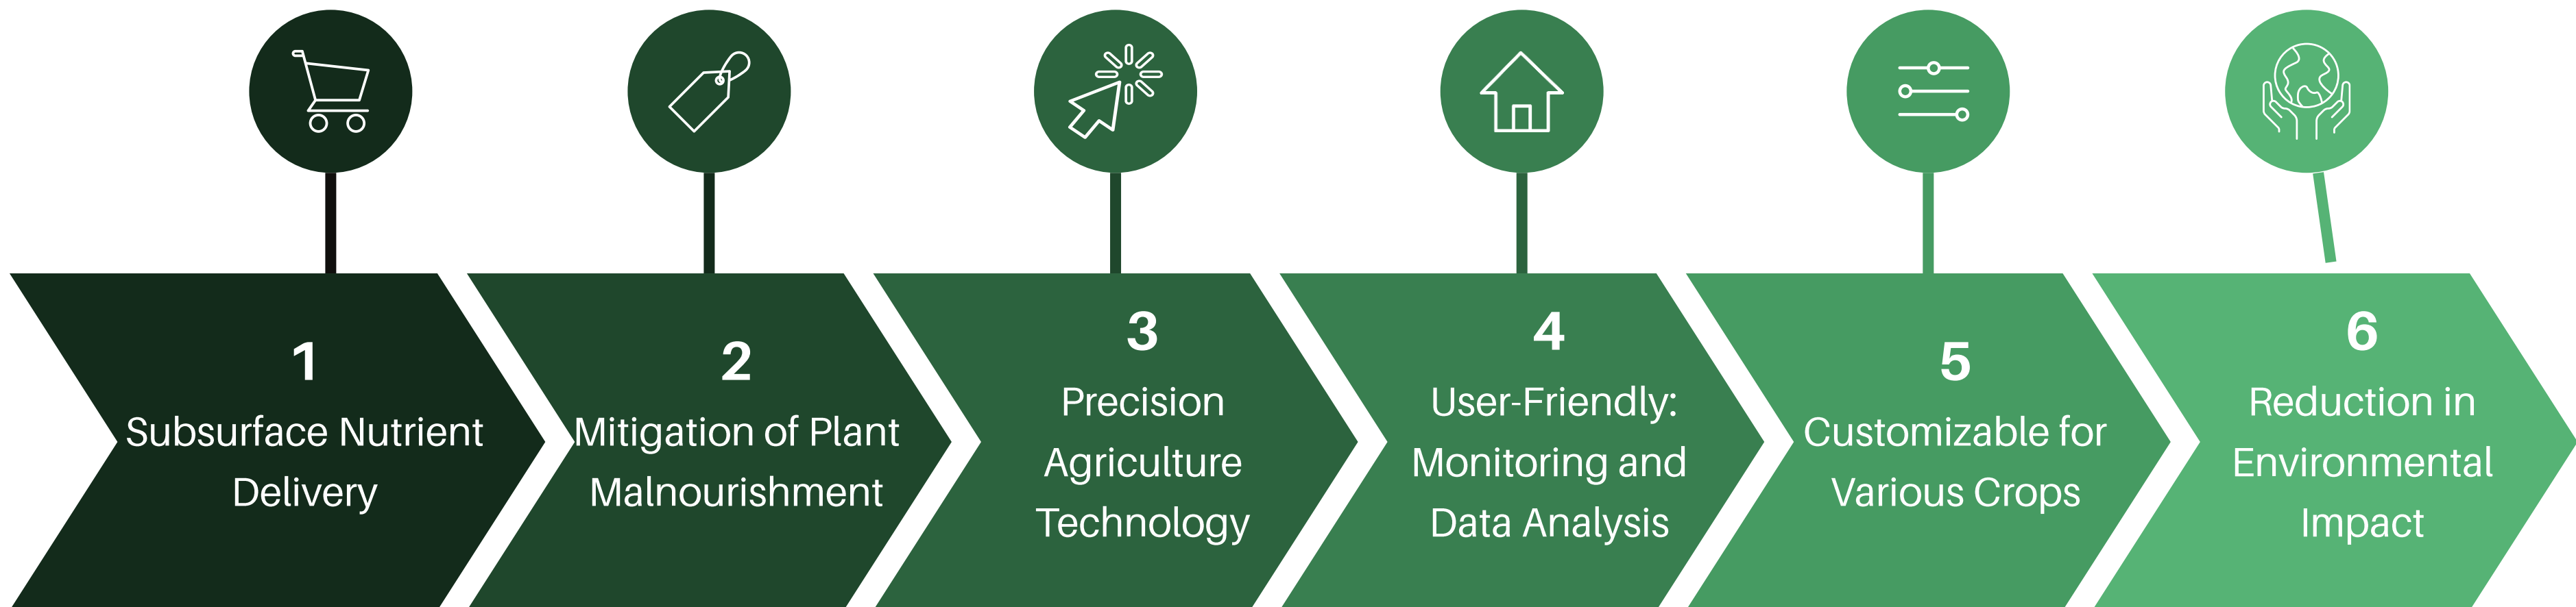 1
Subsurface Nutrient
Delivery
2
Mitigation of Plant
Malnourishment
3
Precision
Agriculture
Technology
4
User-Friendly:
Monitoring and
Data Analysis
5
Customizable for
Various Crops
6
Reduction in
Environmental
Impact